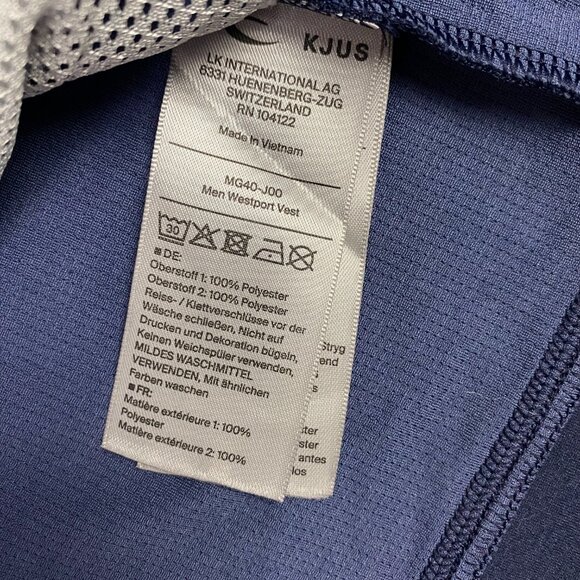 KJUS
LK INTERNATIONAL AG
6331 HUENENBERG-ZUG
SWITZERLAND
RN 104122
Made in Vietnam
MG40-J00
Men Westport Vest
30
DE:
Oberstoff 1: 100% Polyester
Oberstoff 2: 100% Polyester
Reiss- / Klettverschlüsse vor der
Wäsche schließen, Nicht auf
Drucken und Dekoration bügeln,
Keinen Weichspüler verwenden,
MILDES WASCHMITTEL
VERWENDEN, Mit ähnlichen
Farben waschen
FR:
Matière extérieure 1: 100%
Polyester
Matière extérieure 2: 100%